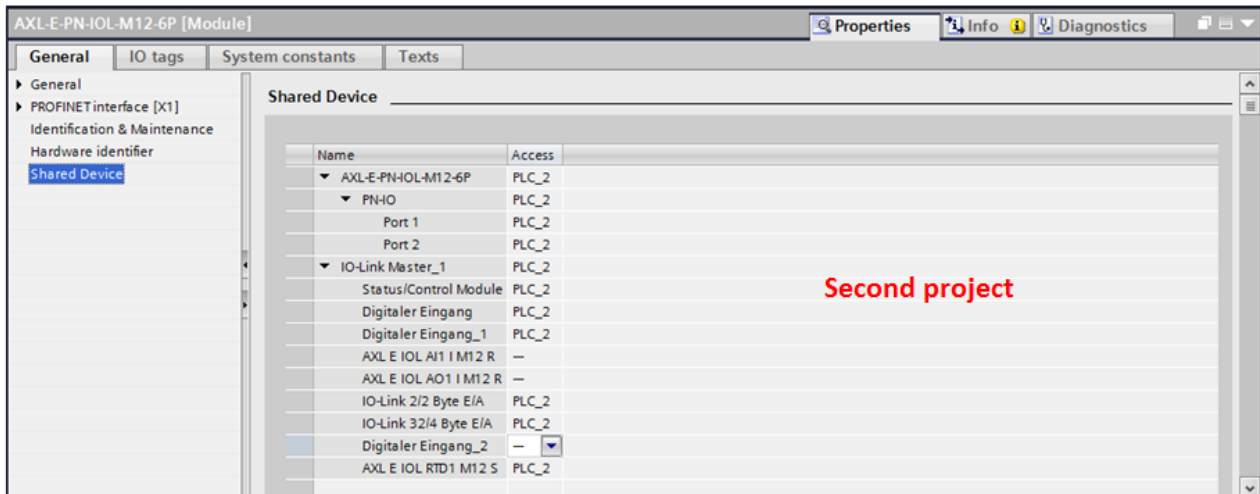 AXL-E-PN-IOL-M12-6P [Module]
Properties
Info
Diagnostics
General
IO tags
System constants
Texts
General
PROFINET interface [X1]
Identification & Maintenance
Hardware identifier
Shared Device
Shared Device
Name Access
AXL-E-PN-IOL-M12-6P PLC_2
PN-IO PLC_2
Port 1 PLC_2
Port 2 PLC_2
IO-Link Master_1 PLC_2
Status/Control Module PLC_2
Digitaler Eingang PLC_2
Digitaler Eingang_1 PLC_2
AXL E IOL AI1 I M12 R —
AXL E IOL AO1 I M12 R —
IO-Link 2/2 Byte E/A PLC_2
IO-Link 32/4 Byte E/A PLC_2
Digitaler Eingang_2 —
AXL E IOL RTD1 M12 S PLC_2
Second project